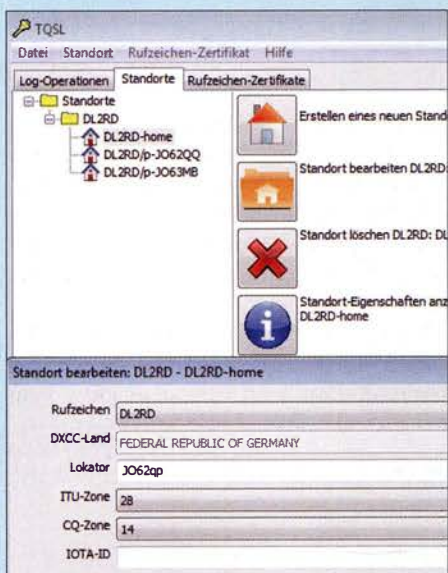 TQSL
Datei Standort Rufzeichen-Zertifikat Hilfe
Log-Operationen Standorte Rufzeichen-Zertifikate
Standorte
DL2RD
DL2RD-home
DL2RD/p-JO62QQ
DL2RD/p-JO63MB
Erstellen eines neuen Stand
Standort bearbeiten DL2RD:
Standort löschen DL2RD: DL
Standort-Eigenschaften anz
DL2RD-home
Standort bearbeiten: DL2RD - DL2RD-home
Rufzeichen DL2RD
DXCC-Land FEDERAL REPUBLIC OF GERMANY
Lokator JO62qp
ITU-Zone 28
CQ-Zone 14
IOTA-ID